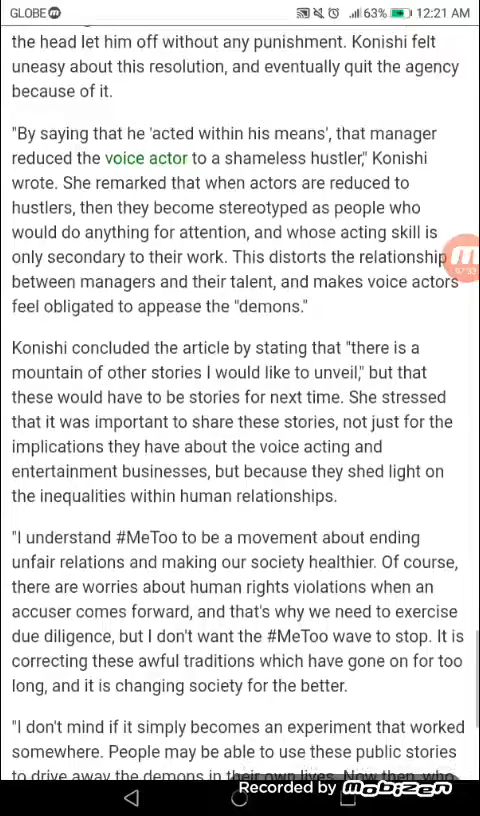 GLOBE 63% 12:21 AM
the head let him off without any punishment. Konishi felt
uneasy about this resolution, and eventually quit the agency
because of it.
"By saying that he 'acted within his means', that manager
reduced the voice actor to a shameless hustler," Konishi
wrote. She remarked that when actors are reduced to
hustlers, then they become stereotyped as people who
would do anything for attention, and whose acting skill is
only secondary to their work. This distorts the relationship
between managers and their talent, and makes voice actors
feel obligated to appease the "demons."
Konishi concluded the article by stating that "there is a
mountain of other stories I would like to unveil," but that
these would have to be stories for next time. She stressed
that it was important to share these stories, not just for the
implications they have about the voice acting and
entertainment businesses, but because they shed light on
the inequalities within human relationships.
"I understand #MeToo to be a movement about ending
unfair relations and making our society healthier. Of course,
there are worries about human rights violations when an
accuser comes forward, and that's why we need to exercise
due diligence, but I don't want the #MeToo wave to stop. It is
correcting these awful traditions which have gone on for too
long, and it is changing society for the better.
"I don't mind if it simply becomes an experiment that worked
somewhere. People may be able to use these public stories
to drive away the demons in their own lives. Now then, who
Recorded by mobizen